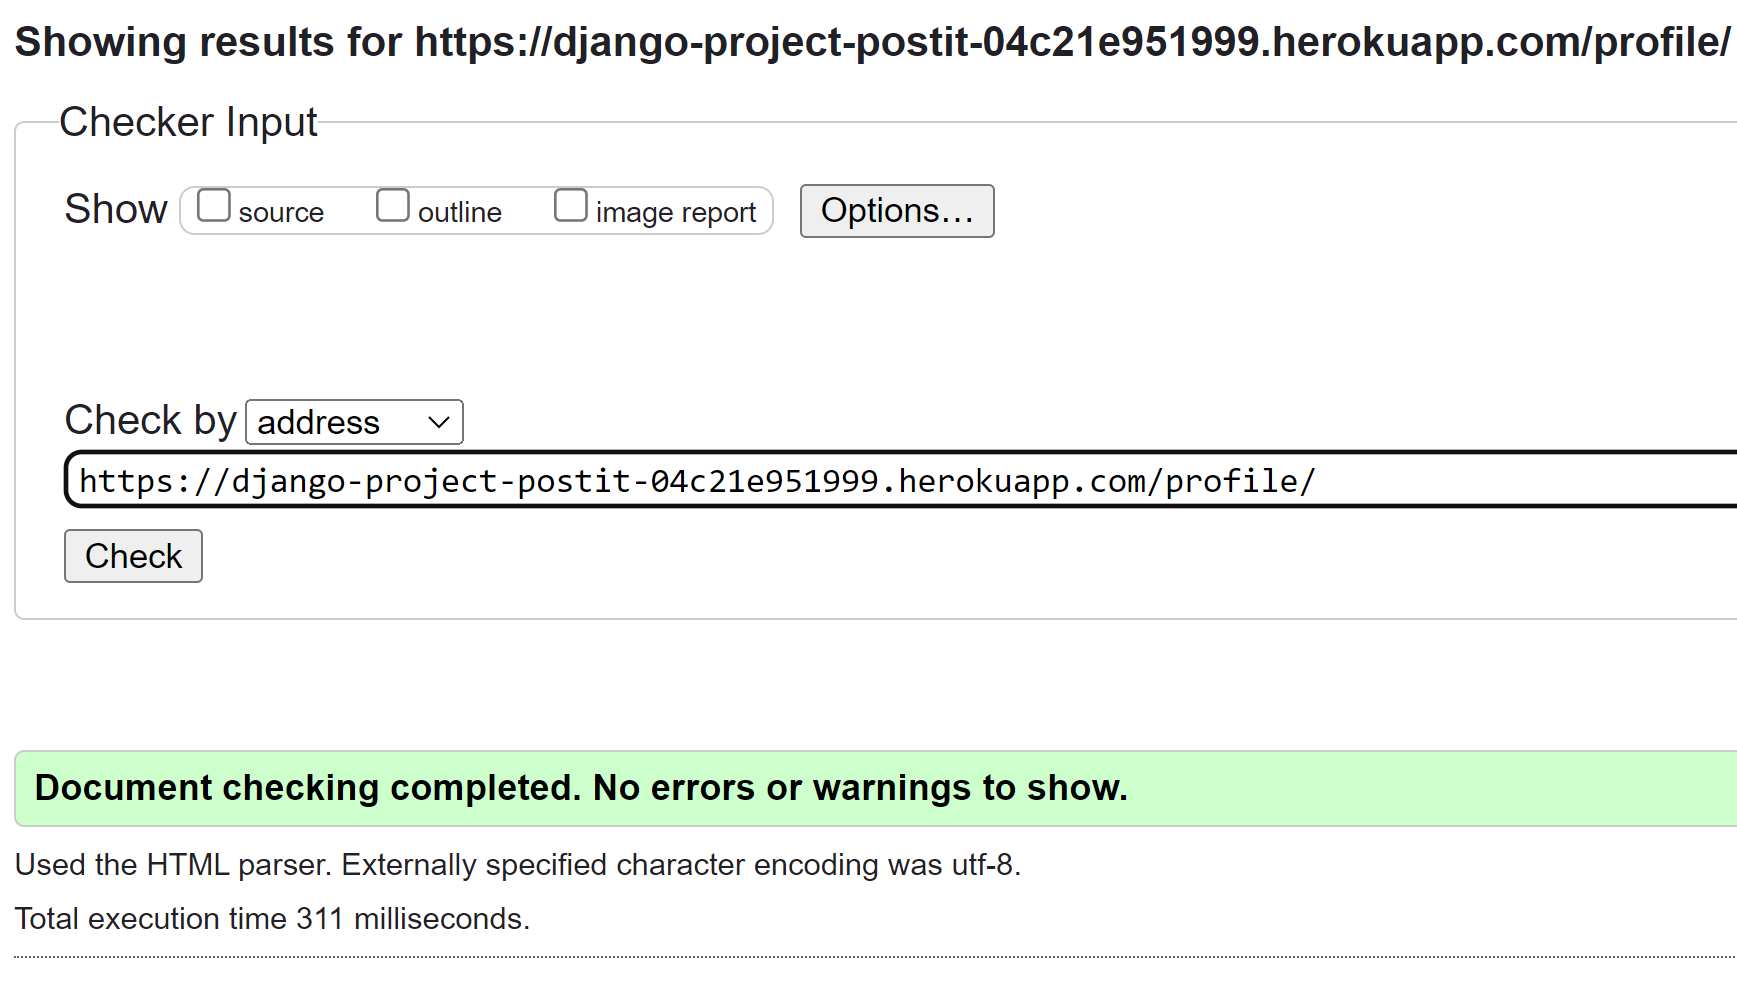 Showing results for https://django-project-postit-04c21e951999.herokuapp.com/profile/
Checker Input
Show source outline image report Options...
Check by address
https://django-project-postit-04c21e951999.herokuapp.com/profile/
Check
Document checking completed. No errors or warnings to show.
Used the HTML parser. Externally specified character encoding was utf-8.
Total execution time 311 milliseconds.